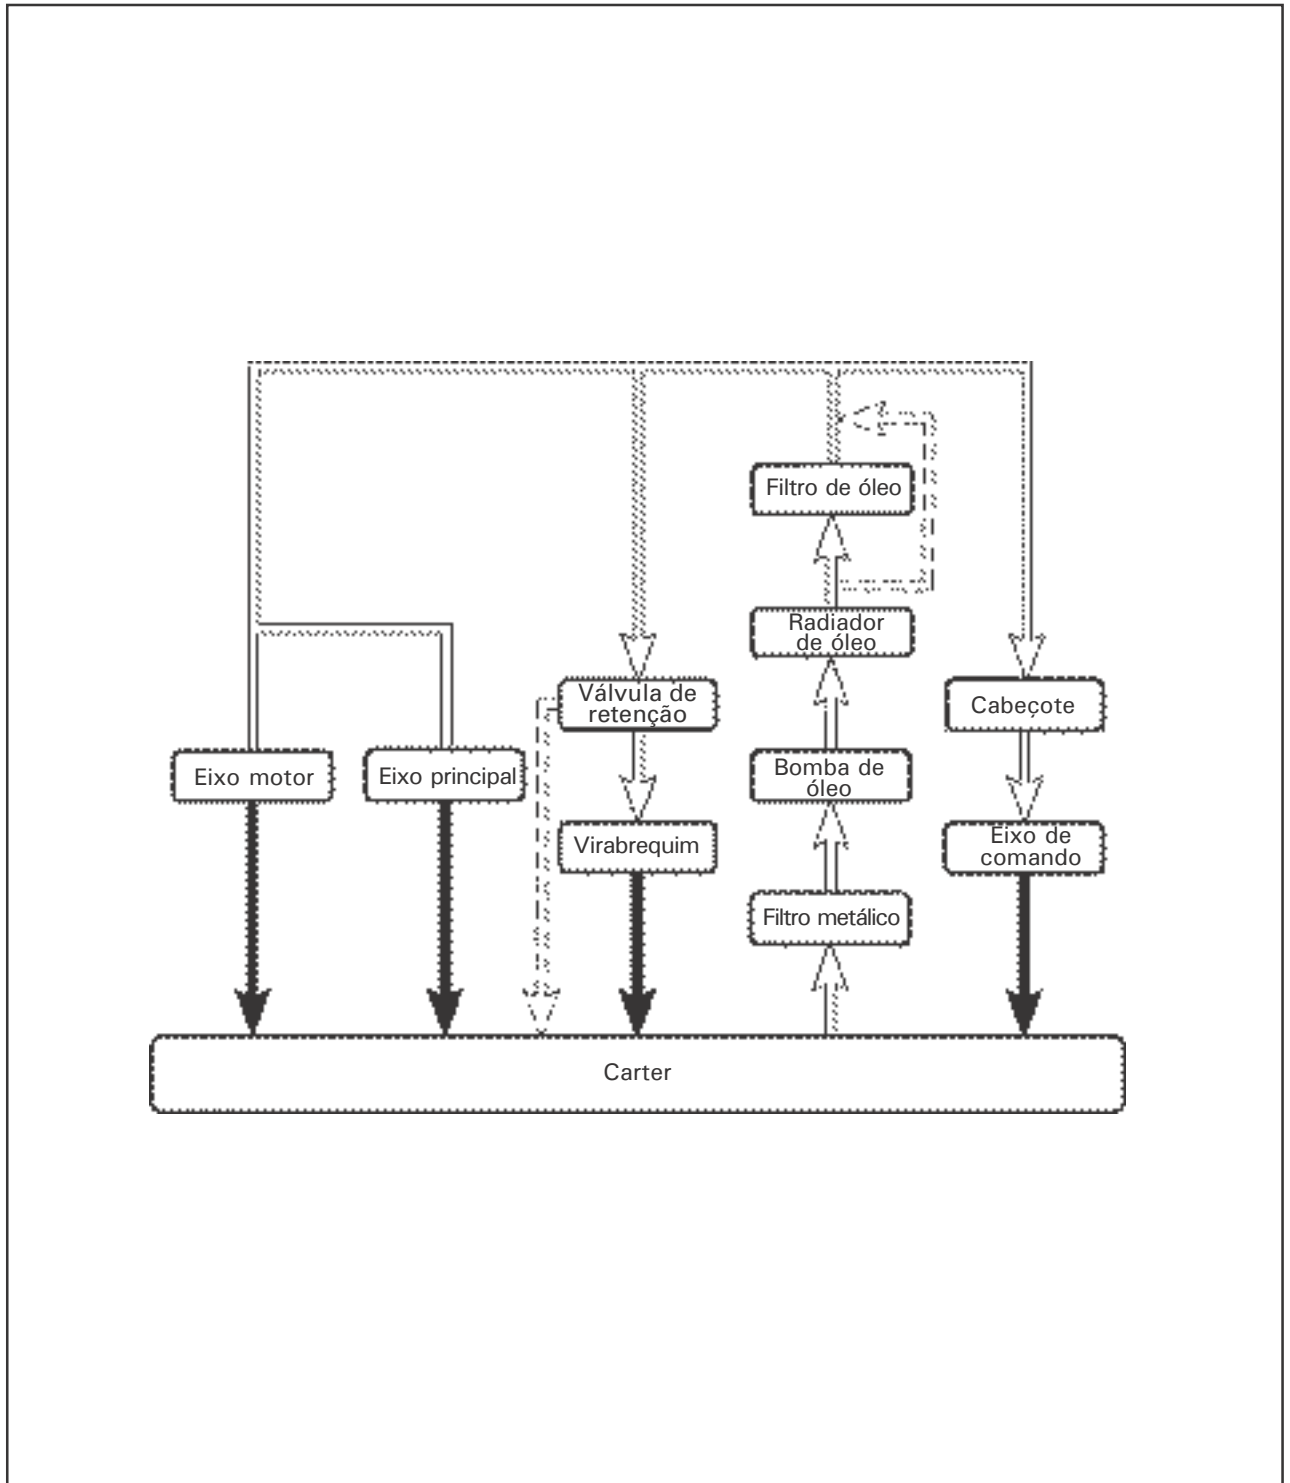 Filtro de óleo
Radiador
de óleo
Válvula de
retenção
Cabeçote
Eixo motor
Eixo principal
Bomba de
óleo
Virabrequim
Eixo de
comando
Filtro metálico
Carter